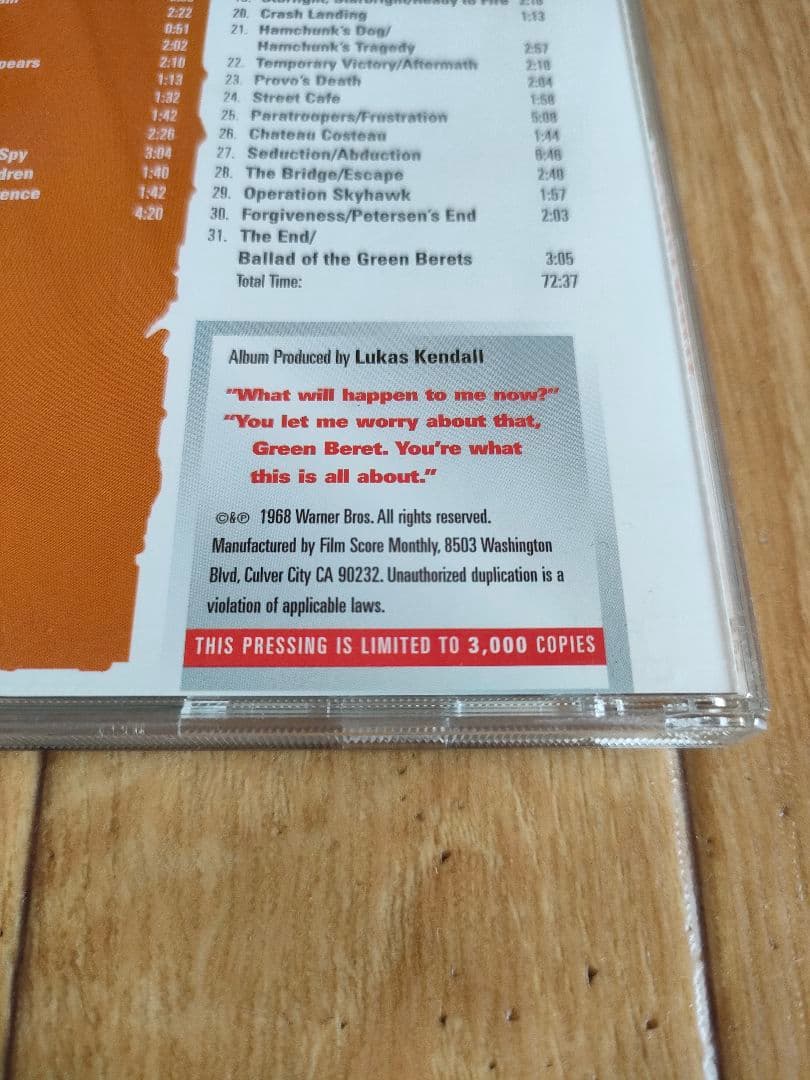 2:22
0:51
2:02
pears 2:10
1:13
1:32
1:42
2:26
Spy 3:04
dren 1:40
ence 1:42
4:20
20. Crash Landing 1:13
21. Hamchunk's Dog/
Hamchunk's Tragedy 2:57
22. Temporary Victory/Aftermath 2:10
23. Provo's Death 2:04
24. Street Cafe 1:58
25. Paratroopers/Frustration 5:08
26. Chateau Costeau 1:44
27. Seduction/Abduction 6:46
28. The Bridge/Escape 2:40
29. Operation Skyhawk 1:57
30. Forgiveness/Petersen's End 2:03
31. The End/
Ballad of the Green Berets 3:05
Total Time: 72:37
Album Produced by Lukas Kendall
"What will happen to me now?"
"You let me worry about that,
Green Beret. You're what
this is all about."
©&℗ 1968 Warner Bros. All rights reserved.
Manufactured by Film Score Monthly, 8503 Washington
Blvd, Culver City CA 90232. Unauthorized duplication is a
violation of applicable laws.
THIS PRESSING IS LIMITED TO 3,000 COPIES